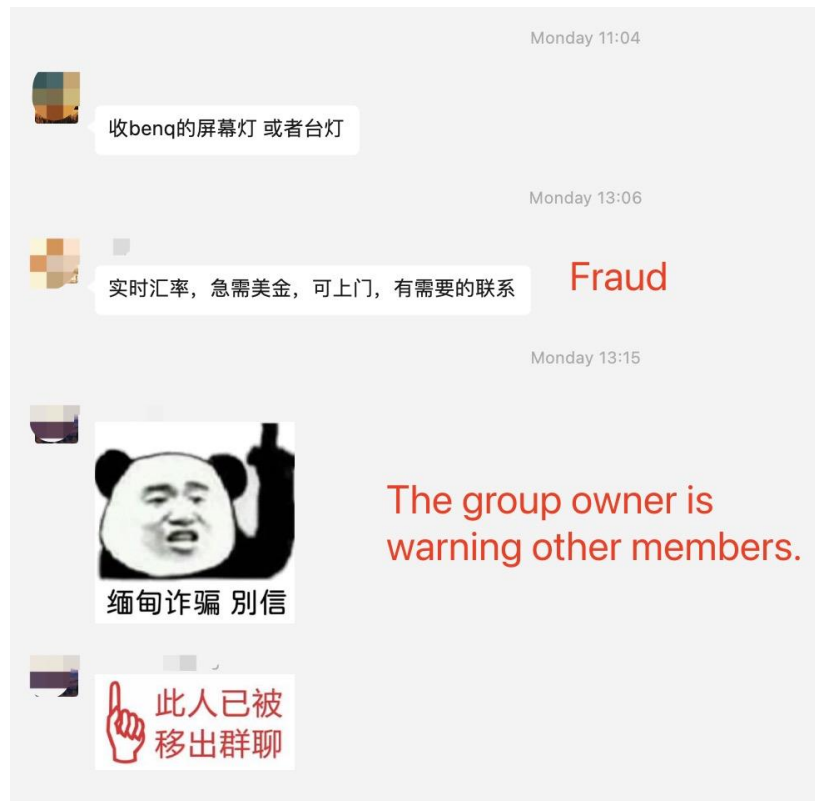 Monday 11:04
收benq的屏幕灯 或者台灯
Monday 13:06
实时汇率，急需美金，可上门，有需要的联系
Fraud
Monday 13:15
The group owner is
warning other members.
缅甸诈骗 別信
此人已被
移出群聊